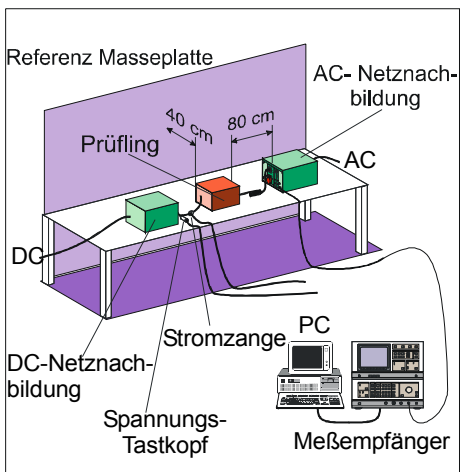 Referenz Masseplatte
AC- Netznach-
bildung
40 cm
80 cm
Prüfling
AC
DC
Stromzange
PC
DC-Netznach-
bildung
Spannungs-
Tastkopf
Meßempfänger